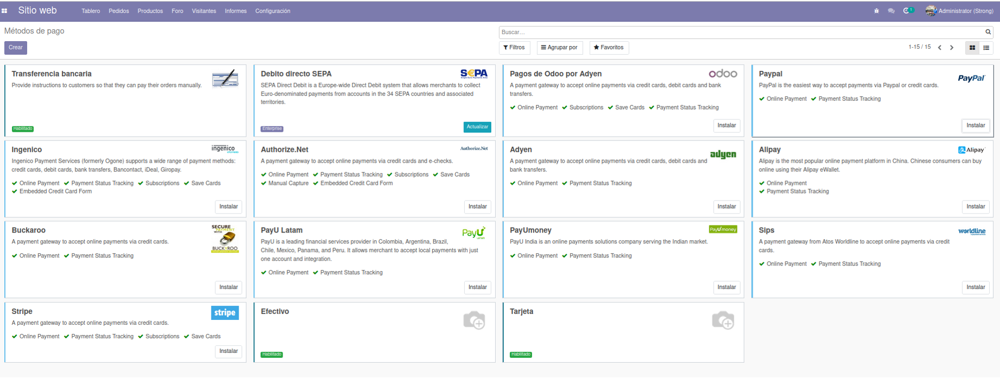 Sitio web Tablero Pedidos Productos Foro Visitantes Informes Configuración 1 Administrator (Strong)
Métodos de pago
Buscar...
Crear
Filtros Agrupar por Favoritos 1-15 / 15
Transferencia bancaria
Provide instructions to customers so that they can pay their orders manually.
Habilitado
Debito directo SEPA
SEPA
Single Euro Payments Area
SEPA Direct Debit is a Europe-wide Direct Debit system that allows merchants to collect
Euro-denominated payments from accounts in the 34 SEPA countries and associated
territories.
Enterprise
Actualizar
Pagos de Odoo por Adyen
odoo
A payment gateway to accept online payments via credit cards, debit cards and bank
transfers.
Online Payment Subscriptions Save Cards Payment Status Tracking
Instalar
Paypal
PayPal
PayPal is the easiest way to accept payments via Paypal or credit cards.
Online Payment Payment Status Tracking
Instalar
Ingenico
ingenico
Ingenico Payment Services (formerly Ogone) supports a wide range of payment methods:
credit cards, debit cards, bank transfers, Bancontact, iDeal, Giropay.
Online Payment Payment Status Tracking Subscriptions Save Cards
Embedded Credit Card Form
Instalar
Authorize.Net
Authorize.Net
A payment gateway to accept online payments via credit cards and e-checks.
Online Payment Payment Status Tracking Subscriptions Save Cards
Manual Capture Embedded Credit Card Form
Instalar
Adyen
adyen
A payment gateway to accept online payments via credit cards, debit cards and
bank transfers.
Online Payment Payment Status Tracking
Instalar
Alipay
Alipay
Alipay is the most popular online payment platform in China. Chinese consumers can buy
online using their Alipay eWallet.
Online Payment
Payment Status Tracking
Instalar
Buckaroo
SECURE
PAYMENT
WITH
BUCKAROO
A payment gateway to accept online payments via credit cards.
Online Payment Payment Status Tracking
Instalar
PayU Latam
PayU
LATAM
PayU is a leading financial services provider in Colombia, Argentina, Brazil,
Chile, Mexico, Panama, and Peru. It allows merchant to accept local payments with just
one account and integration.
Online Payment Payment Status Tracking
Instalar
PayUmoney
PayUmoney
PayU India is an online payments solutions company serving the Indian market.
Online Payment Payment Status Tracking
Instalar
Sips
worldline
A payment gateway from Atos Worldline to accept online payments via credit
cards.
Online Payment Payment Status Tracking
Instalar
Stripe
stripe
A payment gateway to accept online payments via credit cards.
Online Payment Payment Status Tracking Subscriptions Save Cards
Instalar
Efectivo
Habilitado
Tarjeta
Habilitado